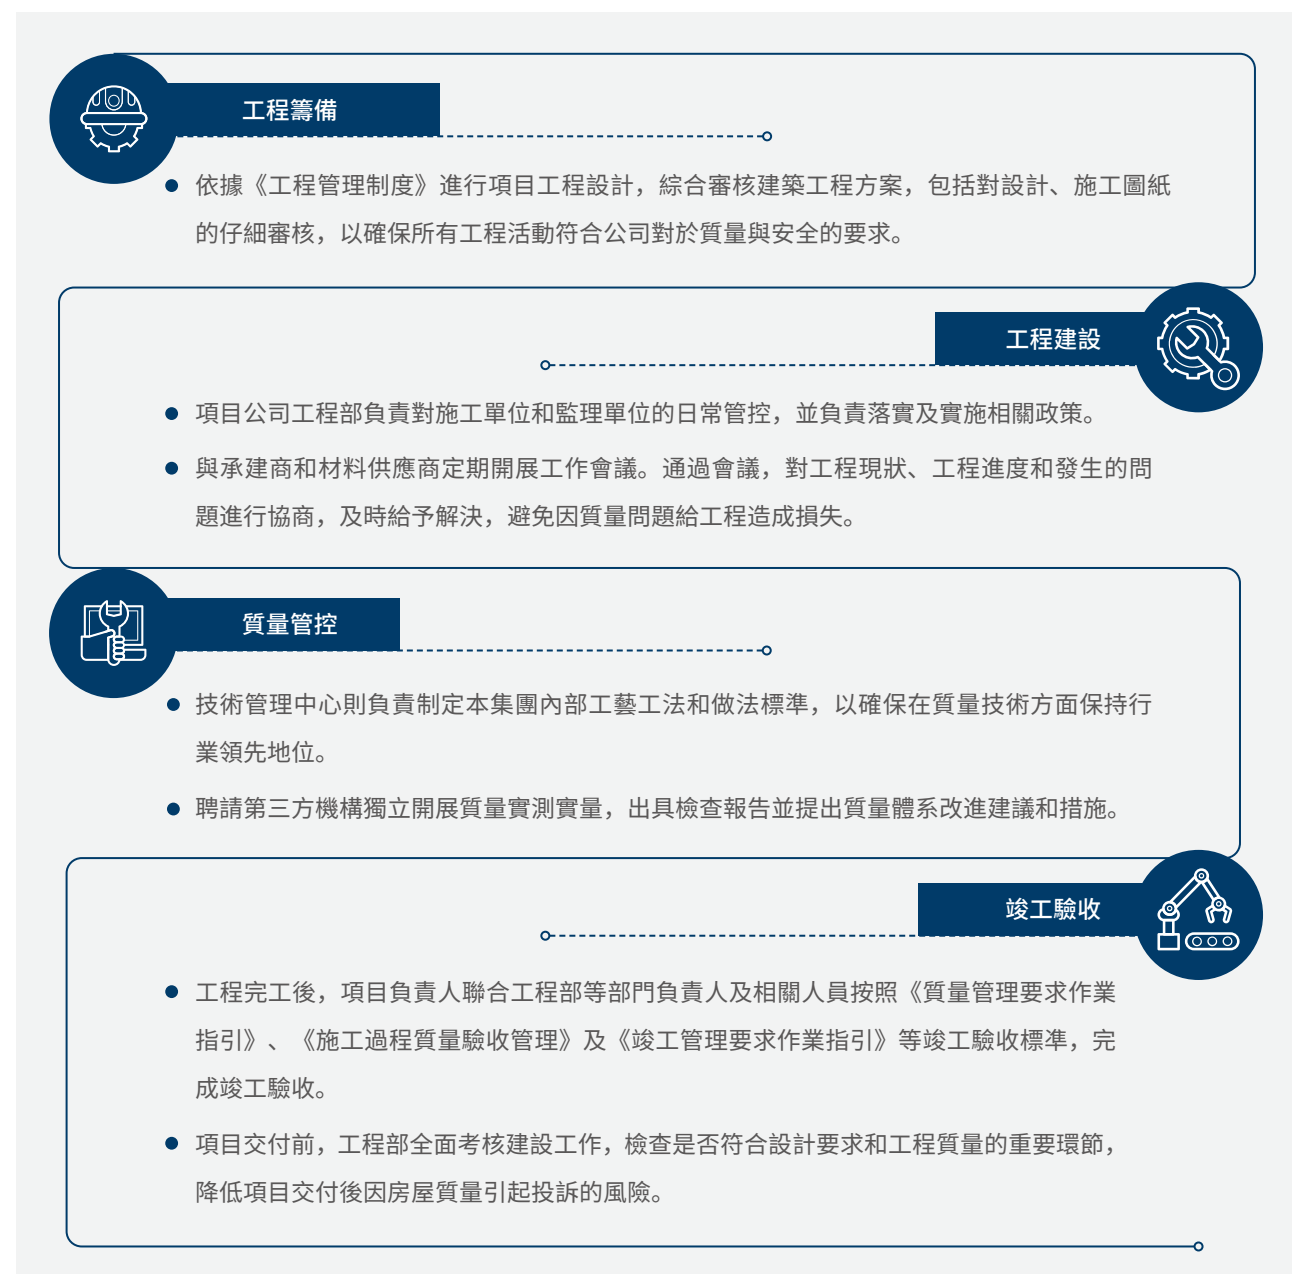 工程籌備
依據《工程管理制度》進行項目工程設計，綜合審核建築工程方案，包括對設計、施工圖紙
的仔細審核，以確保所有工程活動符合公司對於質量與安全的要求。
工程建設
項目公司工程部負責對施工單位和監理單位的日常管控，並負責落實及實施相關政策。
與承建商和材料供應商定期開展工作會議。通過會議，對工程現狀、工程進度和發生的問
題進行協商，及時給予解決，避免因質量問題給工程造成損失。
質量管控
技術管理中心則負責制定本集團內部工藝工法和做法標準，以確保在質量技術方面保持行
業領先地位。
聘請第三方機構獨立開展質量實測實量，出具檢查報告並提出質量體系改進建議和措施。
竣工驗收
工程完工後，項目負責人聯合工程部等部門負責人及相關人員按照《質量管理要求作業
指引》、《施工過程質量驗收管理》及《竣工管理要求作業指引》等竣工驗收標準，完
成竣工驗收。
項目交付前，工程部全面考核建設工作，檢查是否符合設計要求和工程質量的重要環節，
降低項目交付後因房屋質量引起投訴的風險。